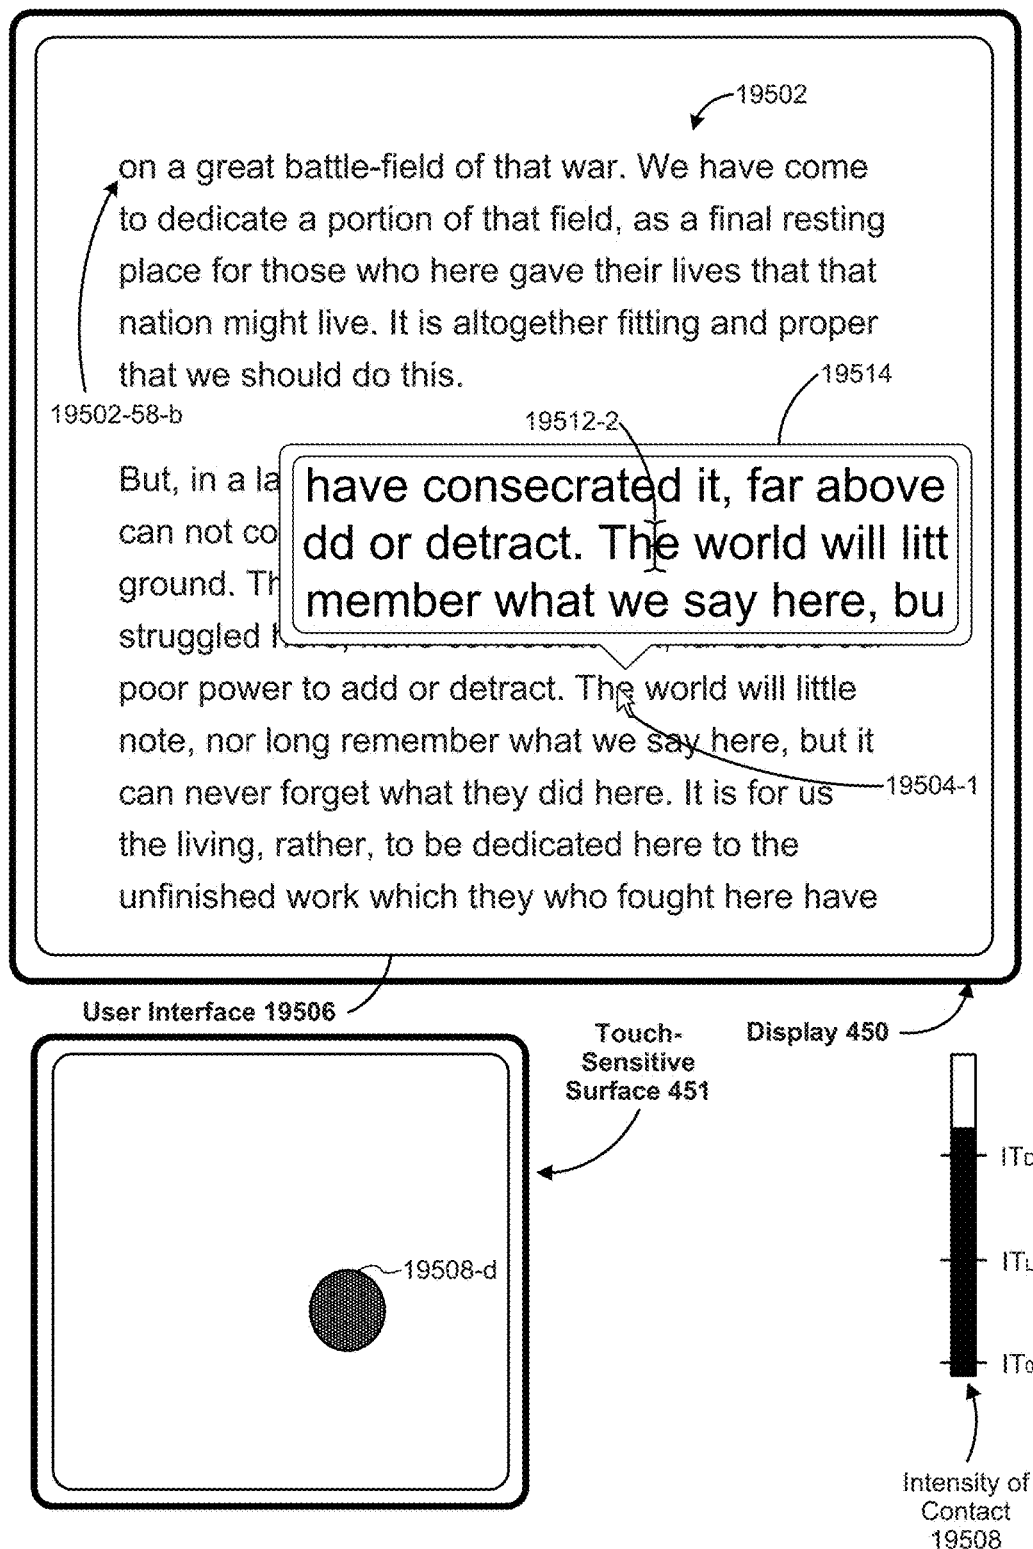 19502
on a great battle-field of that war. We have come
to dedicate a portion of that field, as a final resting
place for those who here gave their lives that that
nation might live. It is altogether fitting and proper
that we should do this.
19514
19502-58-b
19512-2
But, in a la
can not co
ground. Th
struggled
have consecrated it, far above
dd or detract. The world will litt
member what we say here, bu
poor power to add or detract. The world will little
note, nor long remember what we say here, but it
19504-1
can never forget what they did here. It is for us
the living, rather, to be dedicated here to the
unfinished work which they who fought here have
User Interface 19506
Touch-
Sensitive
Surface 451
Display 450
ITD
19508-d
ITL
IT0
Intensity of
Contact
19508